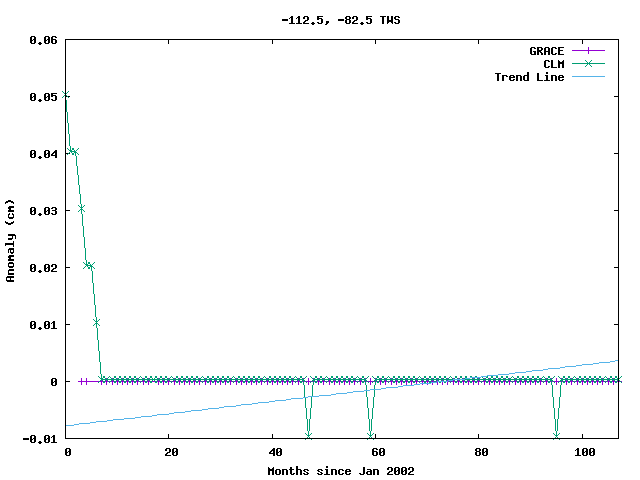 -112.5, -82.5 TWS
0.06
0.05
0.04
0.03
0.02
0.01
0
-0.01
Anomaly (cm)
GRACE
CLM
Trend Line
0 20 40 60 80 100
Months since Jan 2002